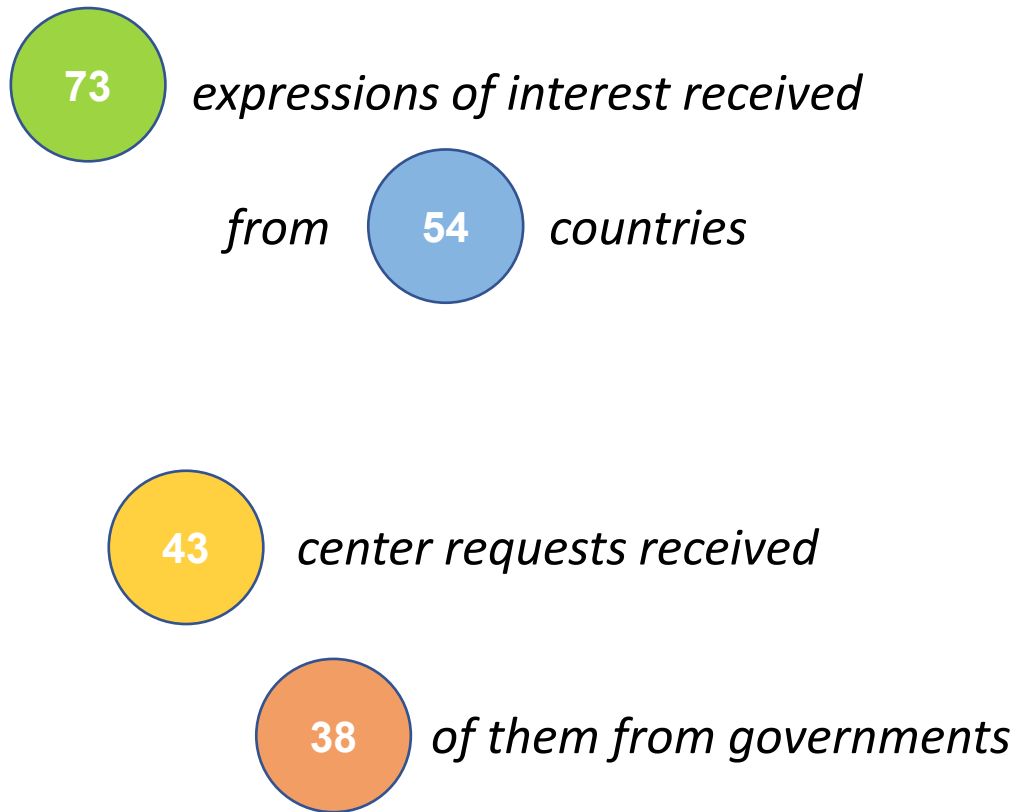 73 expressions of interest received
from 54 countries
43 center requests received
38 of them from governments